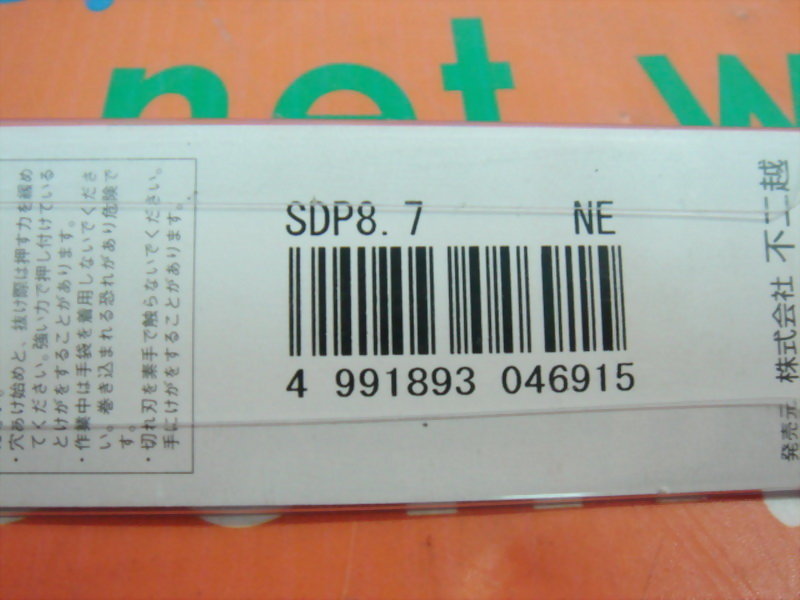 net w
・穴あけ始めと、抜け際は押す力を緩め
てください。強い力で押し付けている
とけがをすることがあります。
・作業中は手袋を着用しないでくださ
い。巻き込まれる恐れがあり危険で
す。
・切れ刃を素手で触らないでください。
手にけがをすることがあります。
SDP8.7 NE
4 991893 046915
発売元 株式会社 不二越